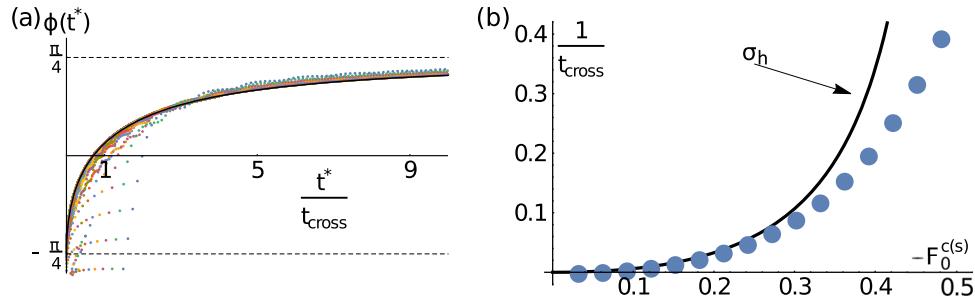 (a) ϕ(t*)
π/4
1 5 9
t*/t_cross
- π/4
(b)
0.4 1/t_cross
σ_h
0.3
0.2
0.1
-F_0^c(s)
0.1 0.2 0.3 0.4 0.5